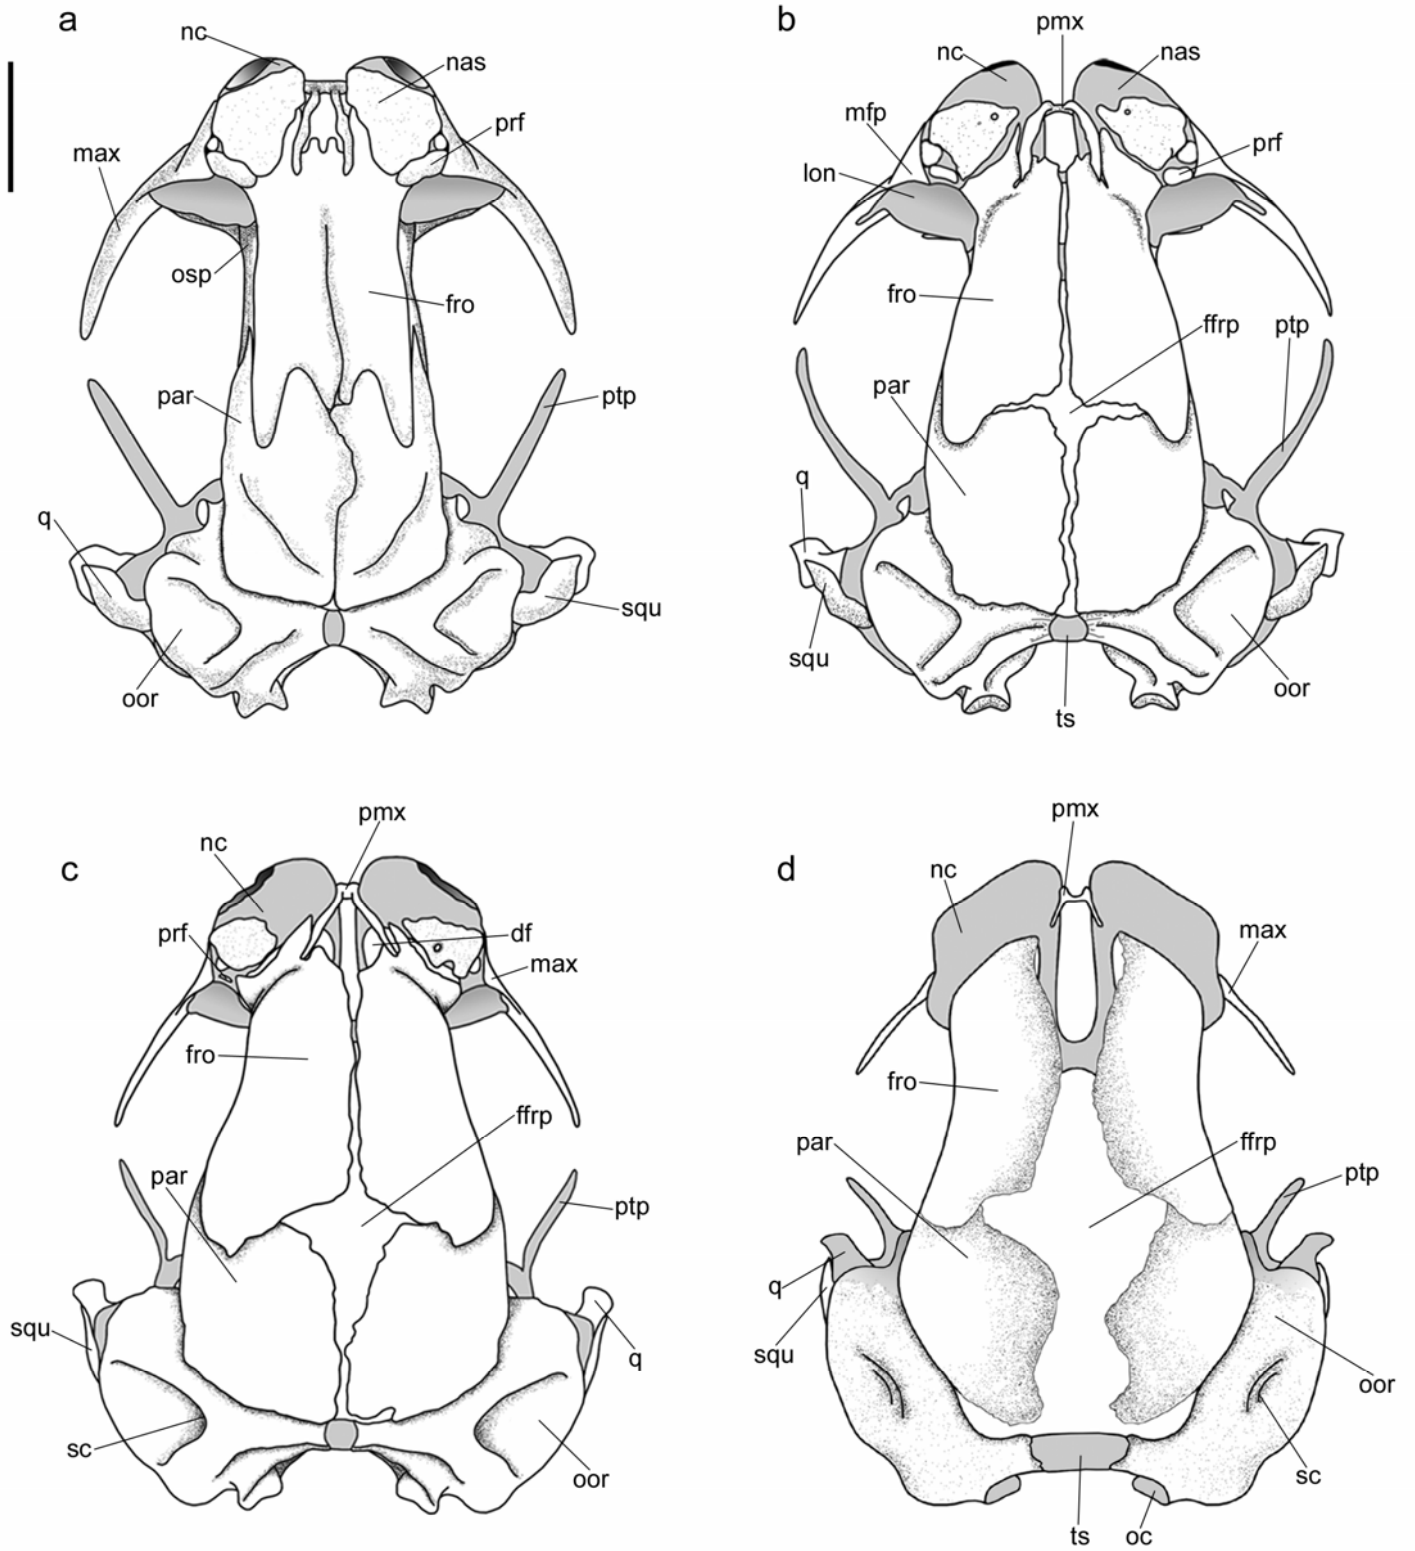 a
nc
nas
prf
max
osp
fro
par
ptp
q
squ
oor
b
pmx
nc
nas
mfp
prf
lon
fro
ffrp
ptp
par
q
squ
oor
ts
c
pmx
nc
prf
df
max
fro
ffrp
par
ptp
squ
q
sc
oor
d
pmx
nc
max
fro
par
ffrp
ptp
q
squ
oor
sc
ts
oc